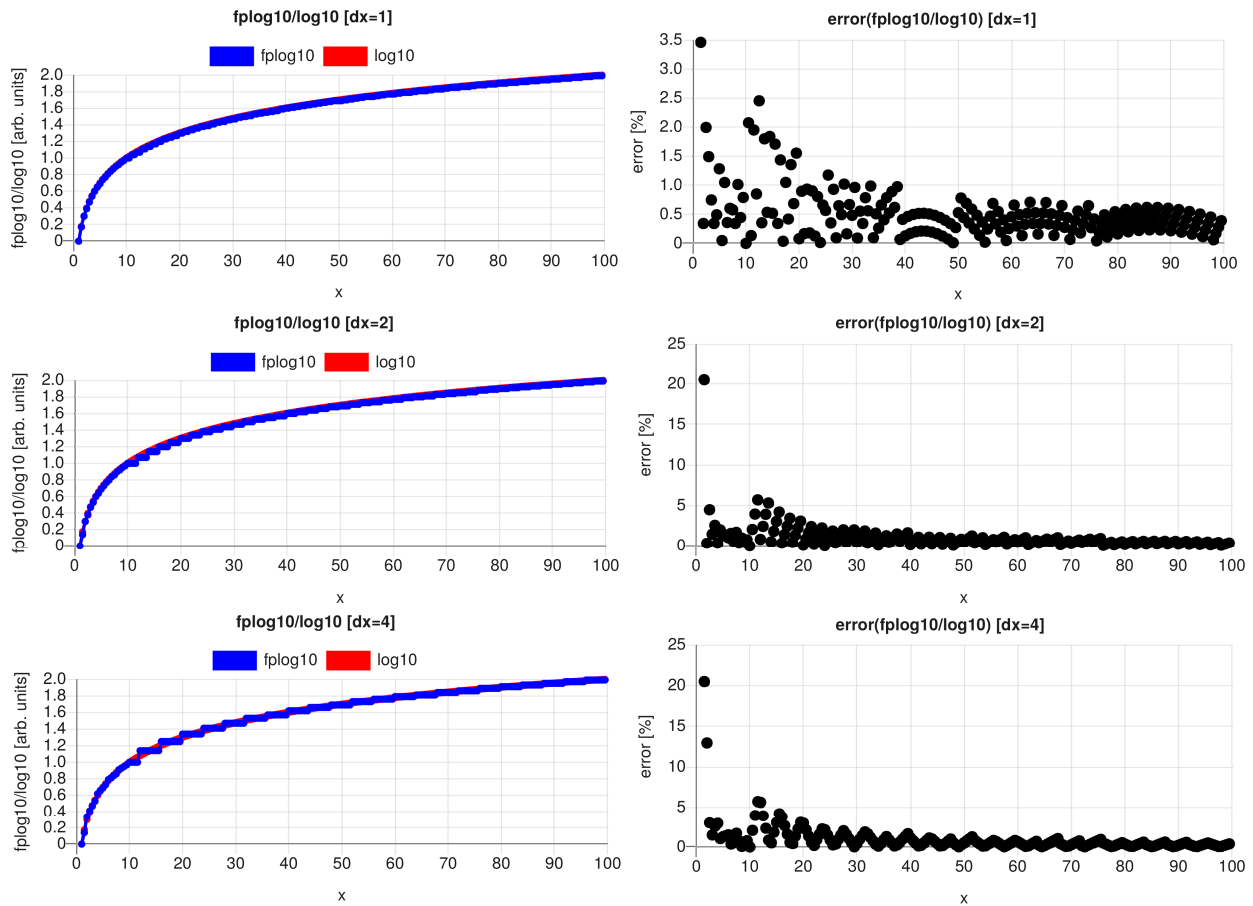 fplog10/log10 [dx=1]
fplog10 log10
fplog10/log10 [arb. units]
2.0
1.8
1.6
1.4
1.2
1.0
0.8
0.6
0.4
0.2
0
0 10 20 30 40 50 60 70 80 90 100
x
error(fplog10/log10) [dx=1]
error [%]
3.5
3.0
2.5
2.0
1.5
1.0
0.5
0
0 10 20 30 40 50 60 70 80 90 100
x
fplog10/log10 [dx=2]
fplog10 log10
fplog10/log10 [arb. units]
2.0
1.8
1.6
1.4
1.2
1.0
0.8
0.6
0.4
0.2
0
0 10 20 30 40 50 60 70 80 90 100
x
error(fplog10/log10) [dx=2]
error [%]
25
20
15
10
5
0
0 10 20 30 40 50 60 70 80 90 100
x
fplog10/log10 [dx=4]
fplog10 log10
fplog10/log10 [arb. units]
2.0
1.8
1.6
1.4
1.2
1.0
0.8
0.6
0.4
0.2
0
0 10 20 30 40 50 60 70 80 90 100
x
error(fplog10/log10) [dx=4]
error [%]
25
20
15
10
5
0
0 10 20 30 40 50 60 70 80 90 100
x